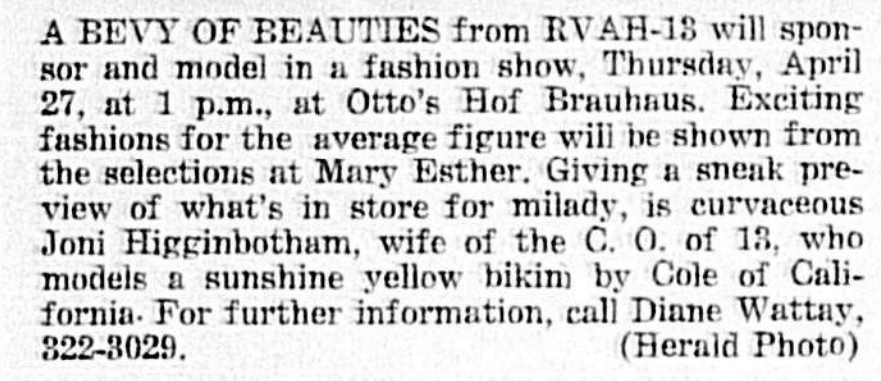 A BEVY OF BEAUTIES from RVAH-13 will spon-
sor and model in a fashion show, Thursday, April
27, at 1 p.m., at Otto's Hof Brauhaus. Exciting
fashions for the average figure will be shown from
the selections at Mary Esther. Giving a sneak pre-
view of what's in store for milady, is curvaceous
Joni Higginbotham, wife of the C. O. of 13, who
models a sunshine yellow bikini by Cole of Cali-
fornia. For further information, call Diane Wattay,
322-3029. (Herald Photo)